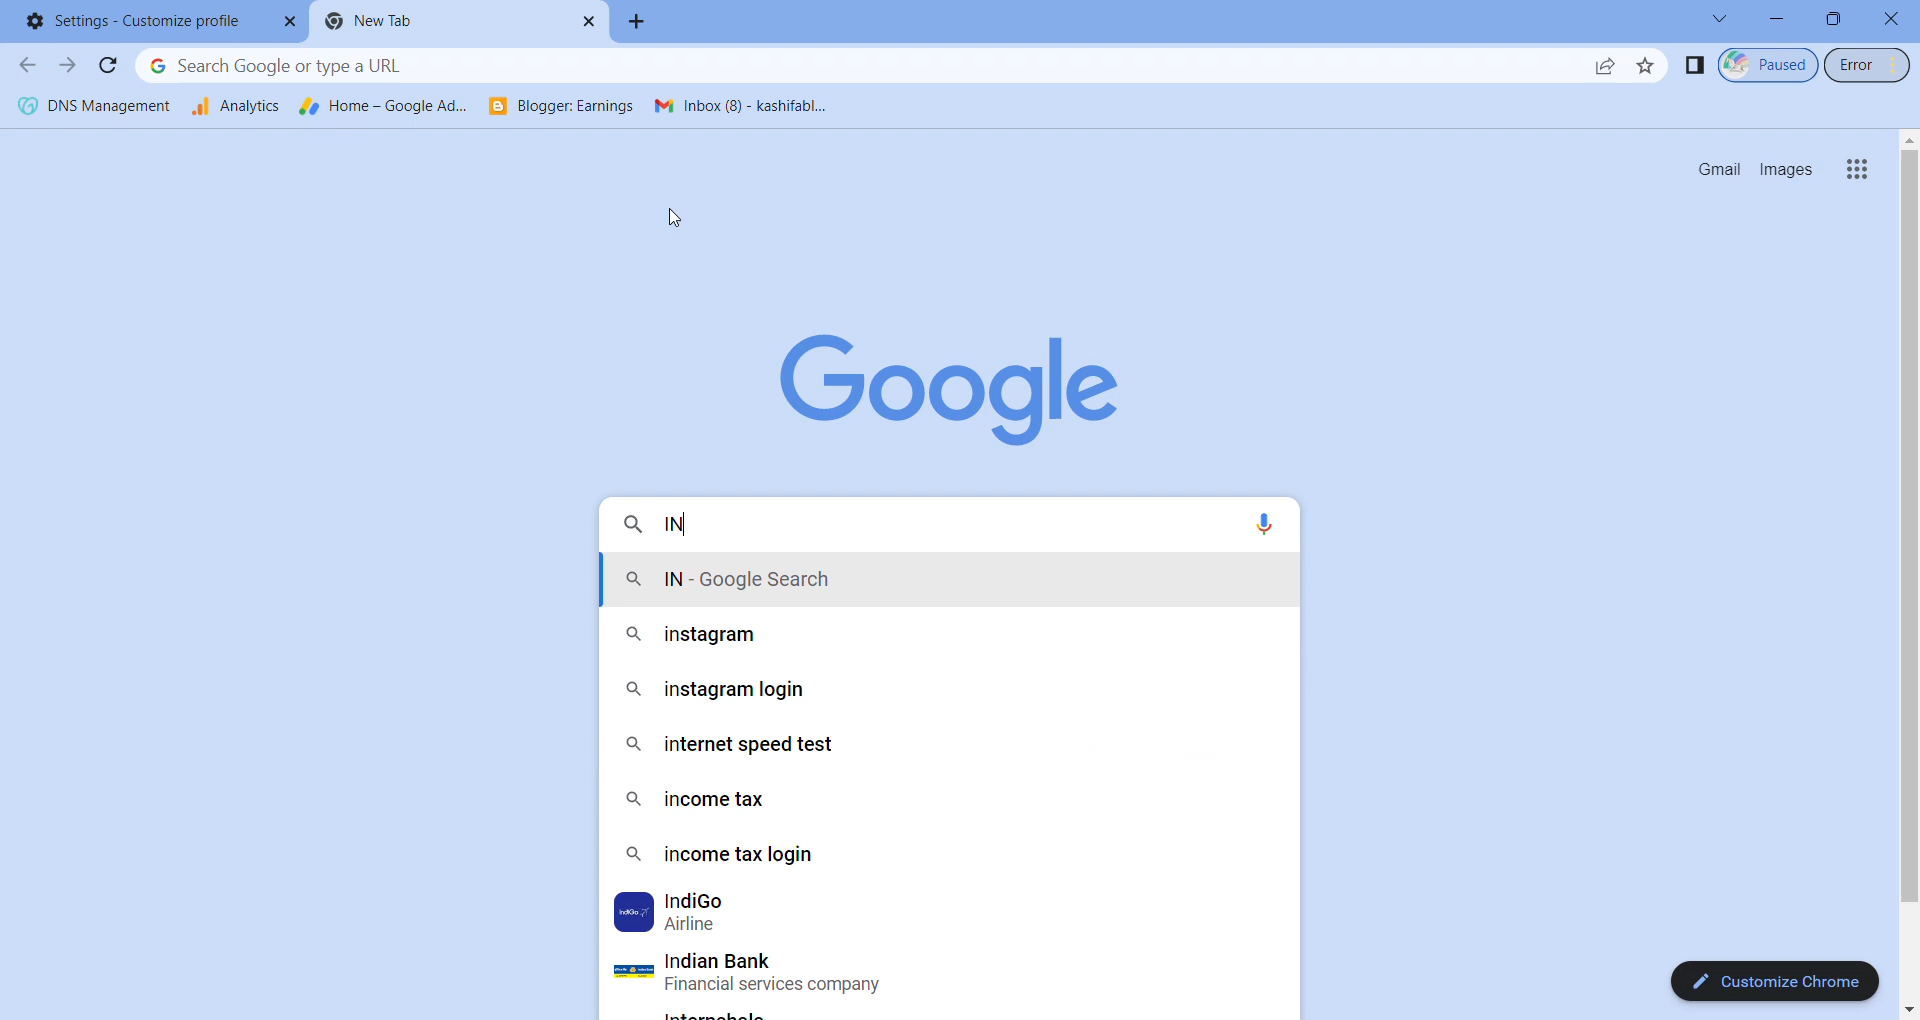 Settings - Customize profile
New Tab
Search Google or type a URL
Paused
Error
DNS Management
Analytics
Home – Google Ad...
Blogger: Earnings
Inbox (8) - kashifabl...
Gmail
Images
Google
IN
IN - Google Search
instagram
instagram login
internet speed test
income tax
income tax login
IndiGo
IndiGo
Airline
Indian Bank
Financial services company
Customize Chrome